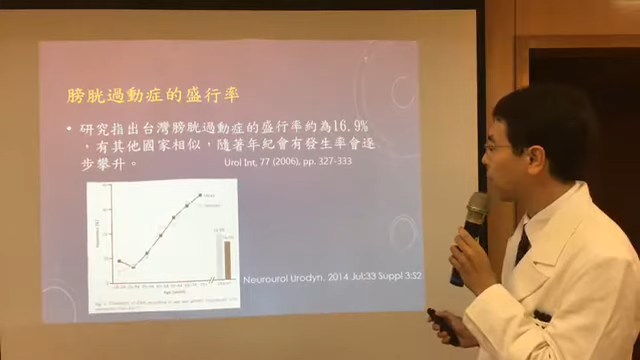 膀胱過動症的盛行率
• 研究指出台灣膀胱過動症的盛行率約為16.9%
，有其他國家相似，隨著年紀會有發生率會逐
步攀升。
Urol Int, 77 (2006), pp. 327-333
Neurourol Urodyn. 2014 Jul;33 Suppl 3:S2